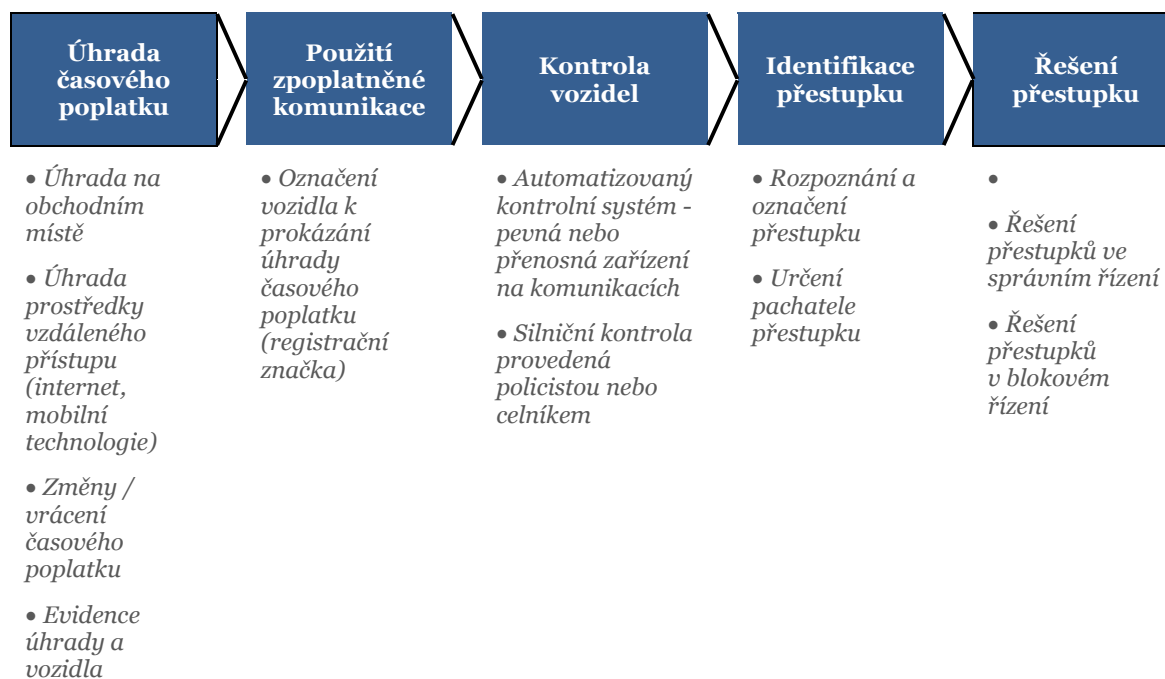 Úhrada
časového
poplatku
Použití
zpoplatněné
komunikace
Kontrola
vozidel
Identifikace
přestupku
Řešení
přestupku
• Úhrada na
obchodním
místě
• Úhrada
prostředky
vzdáleného
přístupu
(internet,
mobilní
technologie)
• Změny /
vrácení
časového
poplatku
• Evidence
úhrady a
vozidla
• Označení
vozidla k
prokázání
úhrady
časového
poplatku
(registrační
značka)
• Automatizovaný
kontrolní systém -
pevná nebo
přenosná zařízení
na komunikacích
• Silniční kontrola
provedená
policistou nebo
celníkem
• Rozpoznání a
označení
přestupku
• Určení
pachatele
přestupku
•
• Řešení
přestupků ve
správním řízení
• Řešení
přestupků
v blokovém
řízení